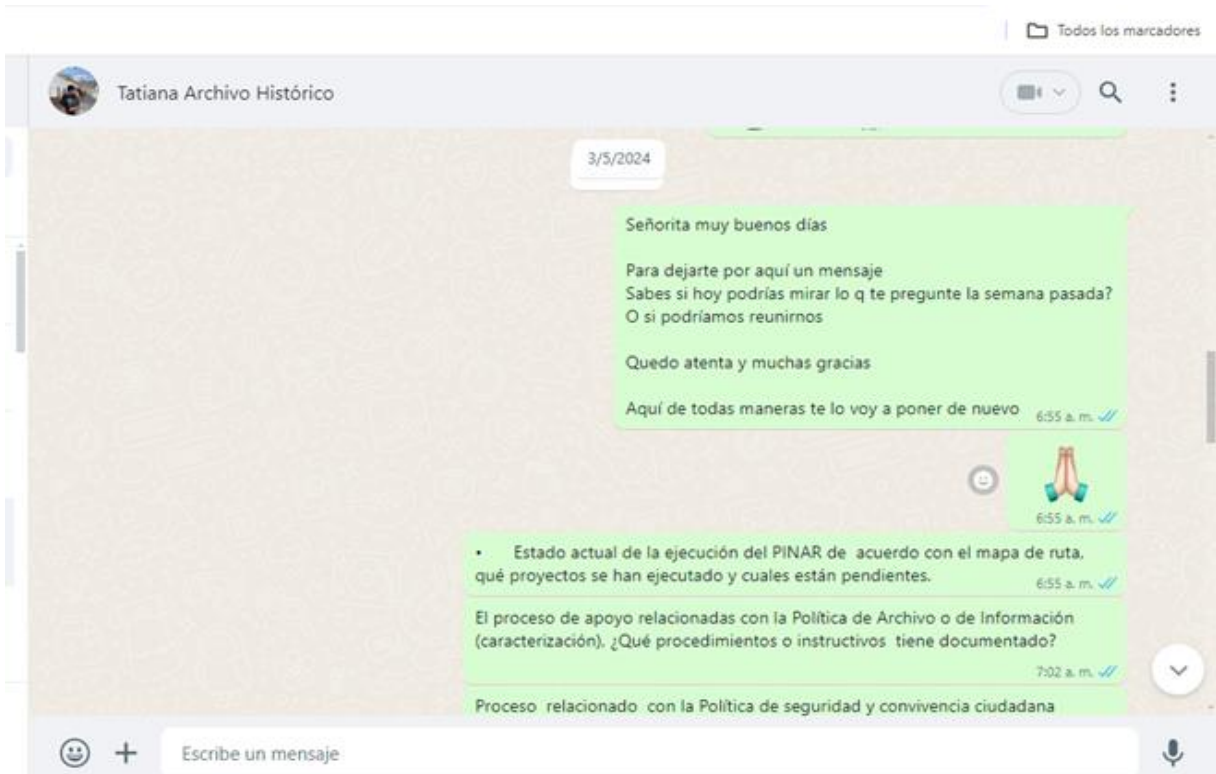 Todos los marcadores
Tatiana Archivo Histórico
3/5/2024
Señorita muy buenos días
Para dejarte por aquí un mensaje
Sabes si hoy podrías mirar lo q te pregunte la semana pasada?
O si podríamos reunirnos
Quedo atenta y muchas gracias
Aquí de todas maneras te lo voy a poner de nuevo 6:55 a. m.
6:55 a. m.
• Estado actual de la ejecución del PINAR de acuerdo con el mapa de ruta,
qué proyectos se han ejecutado y cuales están pendientes. 6:55 a. m.
El proceso de apoyo relacionadas con la Política de Archivo o de Información
(caracterización), ¿Qué procedimientos o instructivos tiene documentado?
7:02 a. m.
Proceso relacionado con la Política de seguridad y convivencia ciudadana
Escribe un mensaje